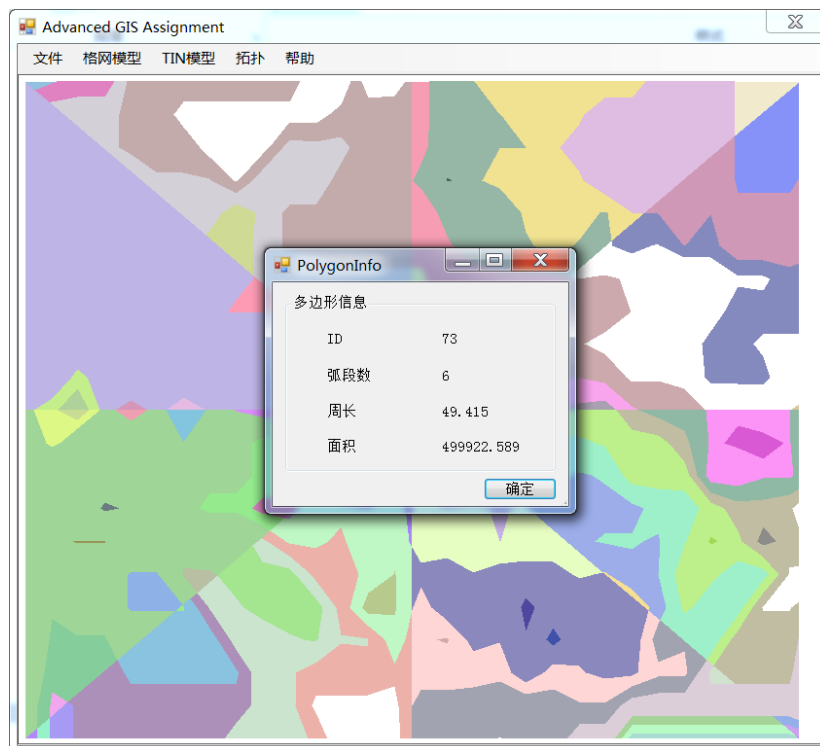 Advanced GIS Assignment
文件 格网模型 TIN模型 拓扑 帮助
PolygonInfo
多边形信息
ID 73
弧段数 6
周长 49.415
面积 499922.589
确定